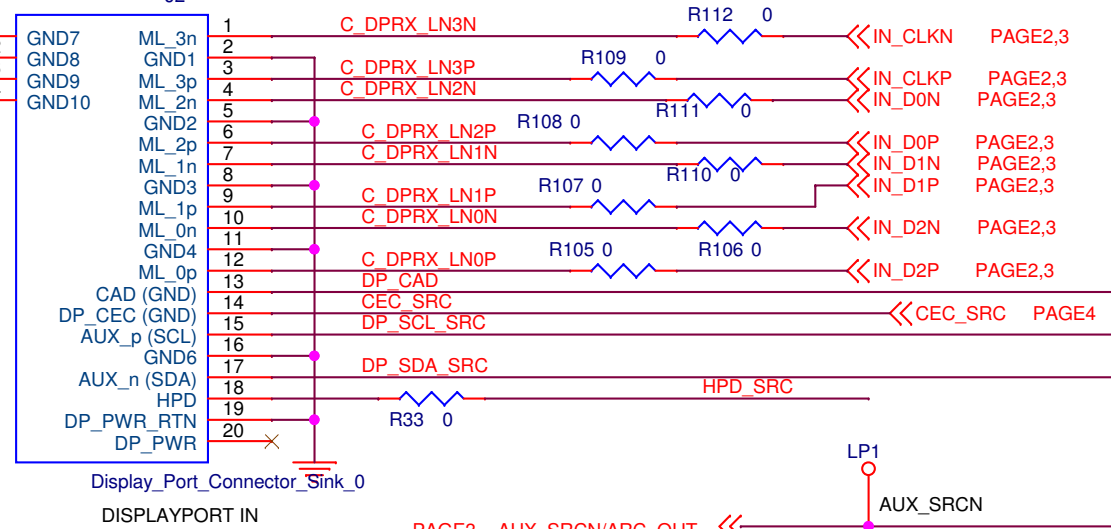 R112 0
1 C_DPRX_LN3N
GND7 ML_3n IN_CLKN PAGE2,3
2
GND8 GND1 R109 0
3 C_DPRX_LN3P
GND9 ML_3p IN_CLKP PAGE2,3
4 C_DPRX_LN2N
GND10 ML_2n IN_D0N PAGE2,3
5 R111 0
GND2 R108 0
6 C_DPRX_LN2P
ML_2p IN_D0P PAGE2,3
7 C_DPRX_LN1N
ML_1n IN_D1N PAGE2,3
8 R110 0
GND3 R107 0 IN_D1P PAGE2,3
9 C_DPRX_LN1P
ML_1p
10 C_DPRX_LN0N
ML_0n IN_D2N PAGE2,3
11
GND4 R105 0 R106 0
12 C_DPRX_LN0P
ML_0p IN_D2P PAGE2,3
13 DP_CAD
CAD (GND)
14 CEC_SRC
DP_CEC (GND) CEC_SRC PAGE4
15 DP_SCL_SRC
AUX_p (SCL)
16
GND6
17 DP_SDA_SRC
AUX_n (SDA)
18 HPD_SRC
HPD
19 R33 0
DP_PWR_RTN
20
DP_PWR
LP1
Display_Port_Connector_Sink_0
AUX_SRCN
DISPLAYPORT IN